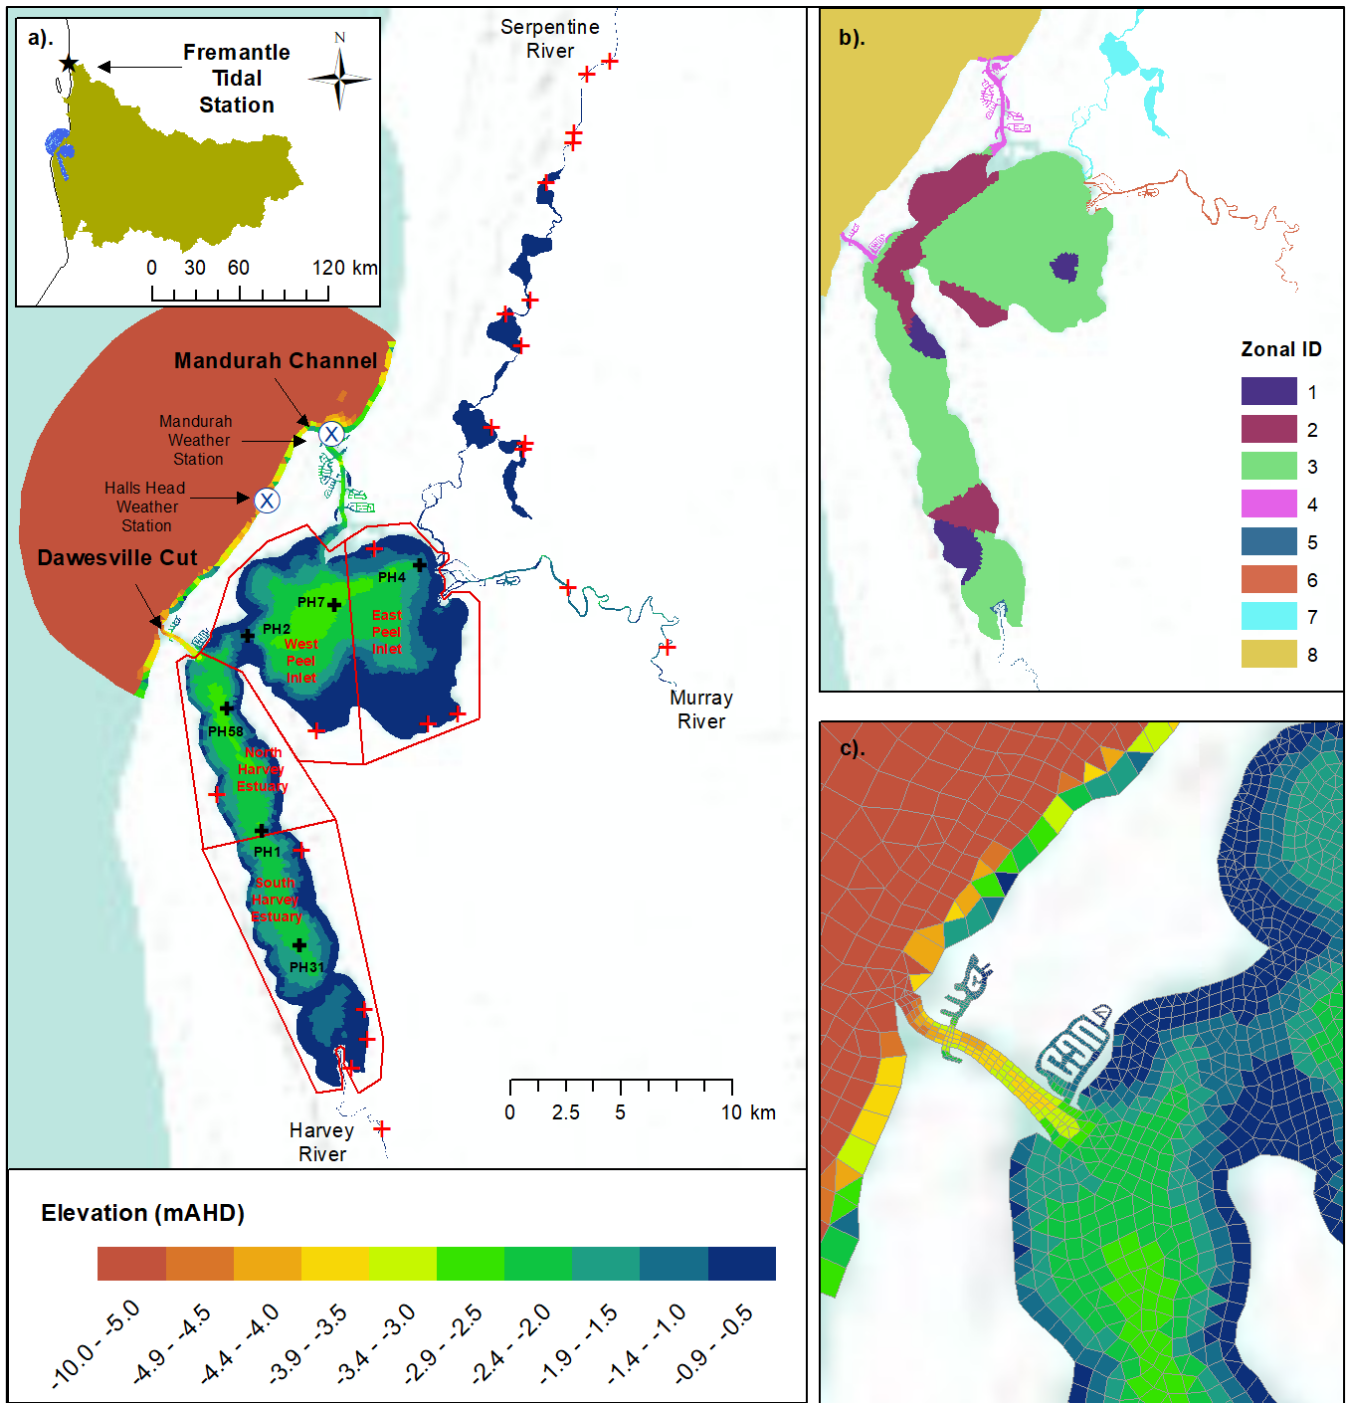 a).
Fremantle
Tidal
Station
N
0 30 60 120 km
Serpentine
River
Mandurah Channel
Mandurah
Weather
Station
X
Halls Head
Weather
Station
X
Dawesville Cut
PH4
PH7
East
Peel
Inlet
PH2
West
Peel
Inlet
Murray
River
PH58
North
Harvey
Estuary
PH1
South
Harvey
Estuary
PH31
0 2.5 5 10 km
Harvey
River
Elevation (mAHD)
-10.0 - -5.0
-4.9 - -4.5
-4.4 - -4.0
-3.9 - -3.5
-3.4 - -3.0
-2.9 - -2.5
-2.4 - -2.0
-1.9 - -1.5
-1.4 - -1.0
-0.9 - -0.5
b).
Zonal ID
1
2
3
4
5
6
7
8
c).